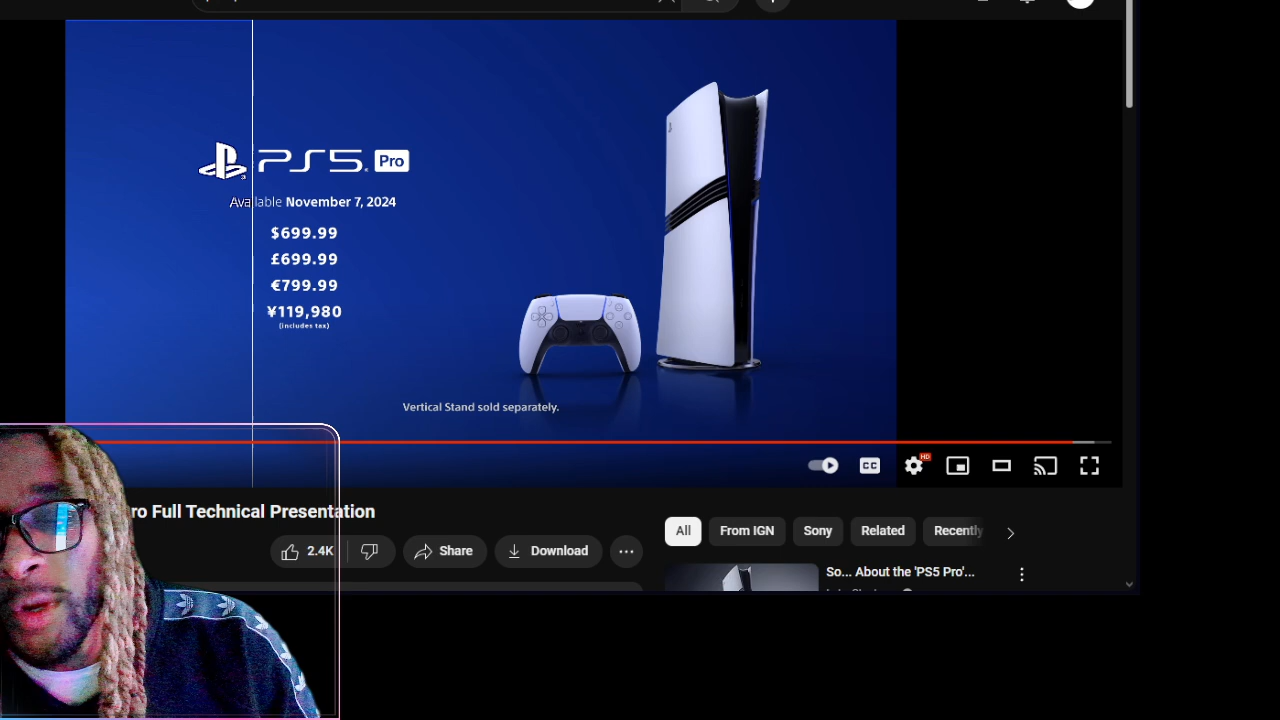 PS5 Pro
Available November 7, 2024
$699.99
£699.99
€799.99
¥119,980
(includes tax)
Vertical Stand sold separately.
CC
HD
ro Full Technical Presentation
2.4K
Share
Download
All
From IGN
Sony
Related
Recently
So... About the 'PS5 Pro'...